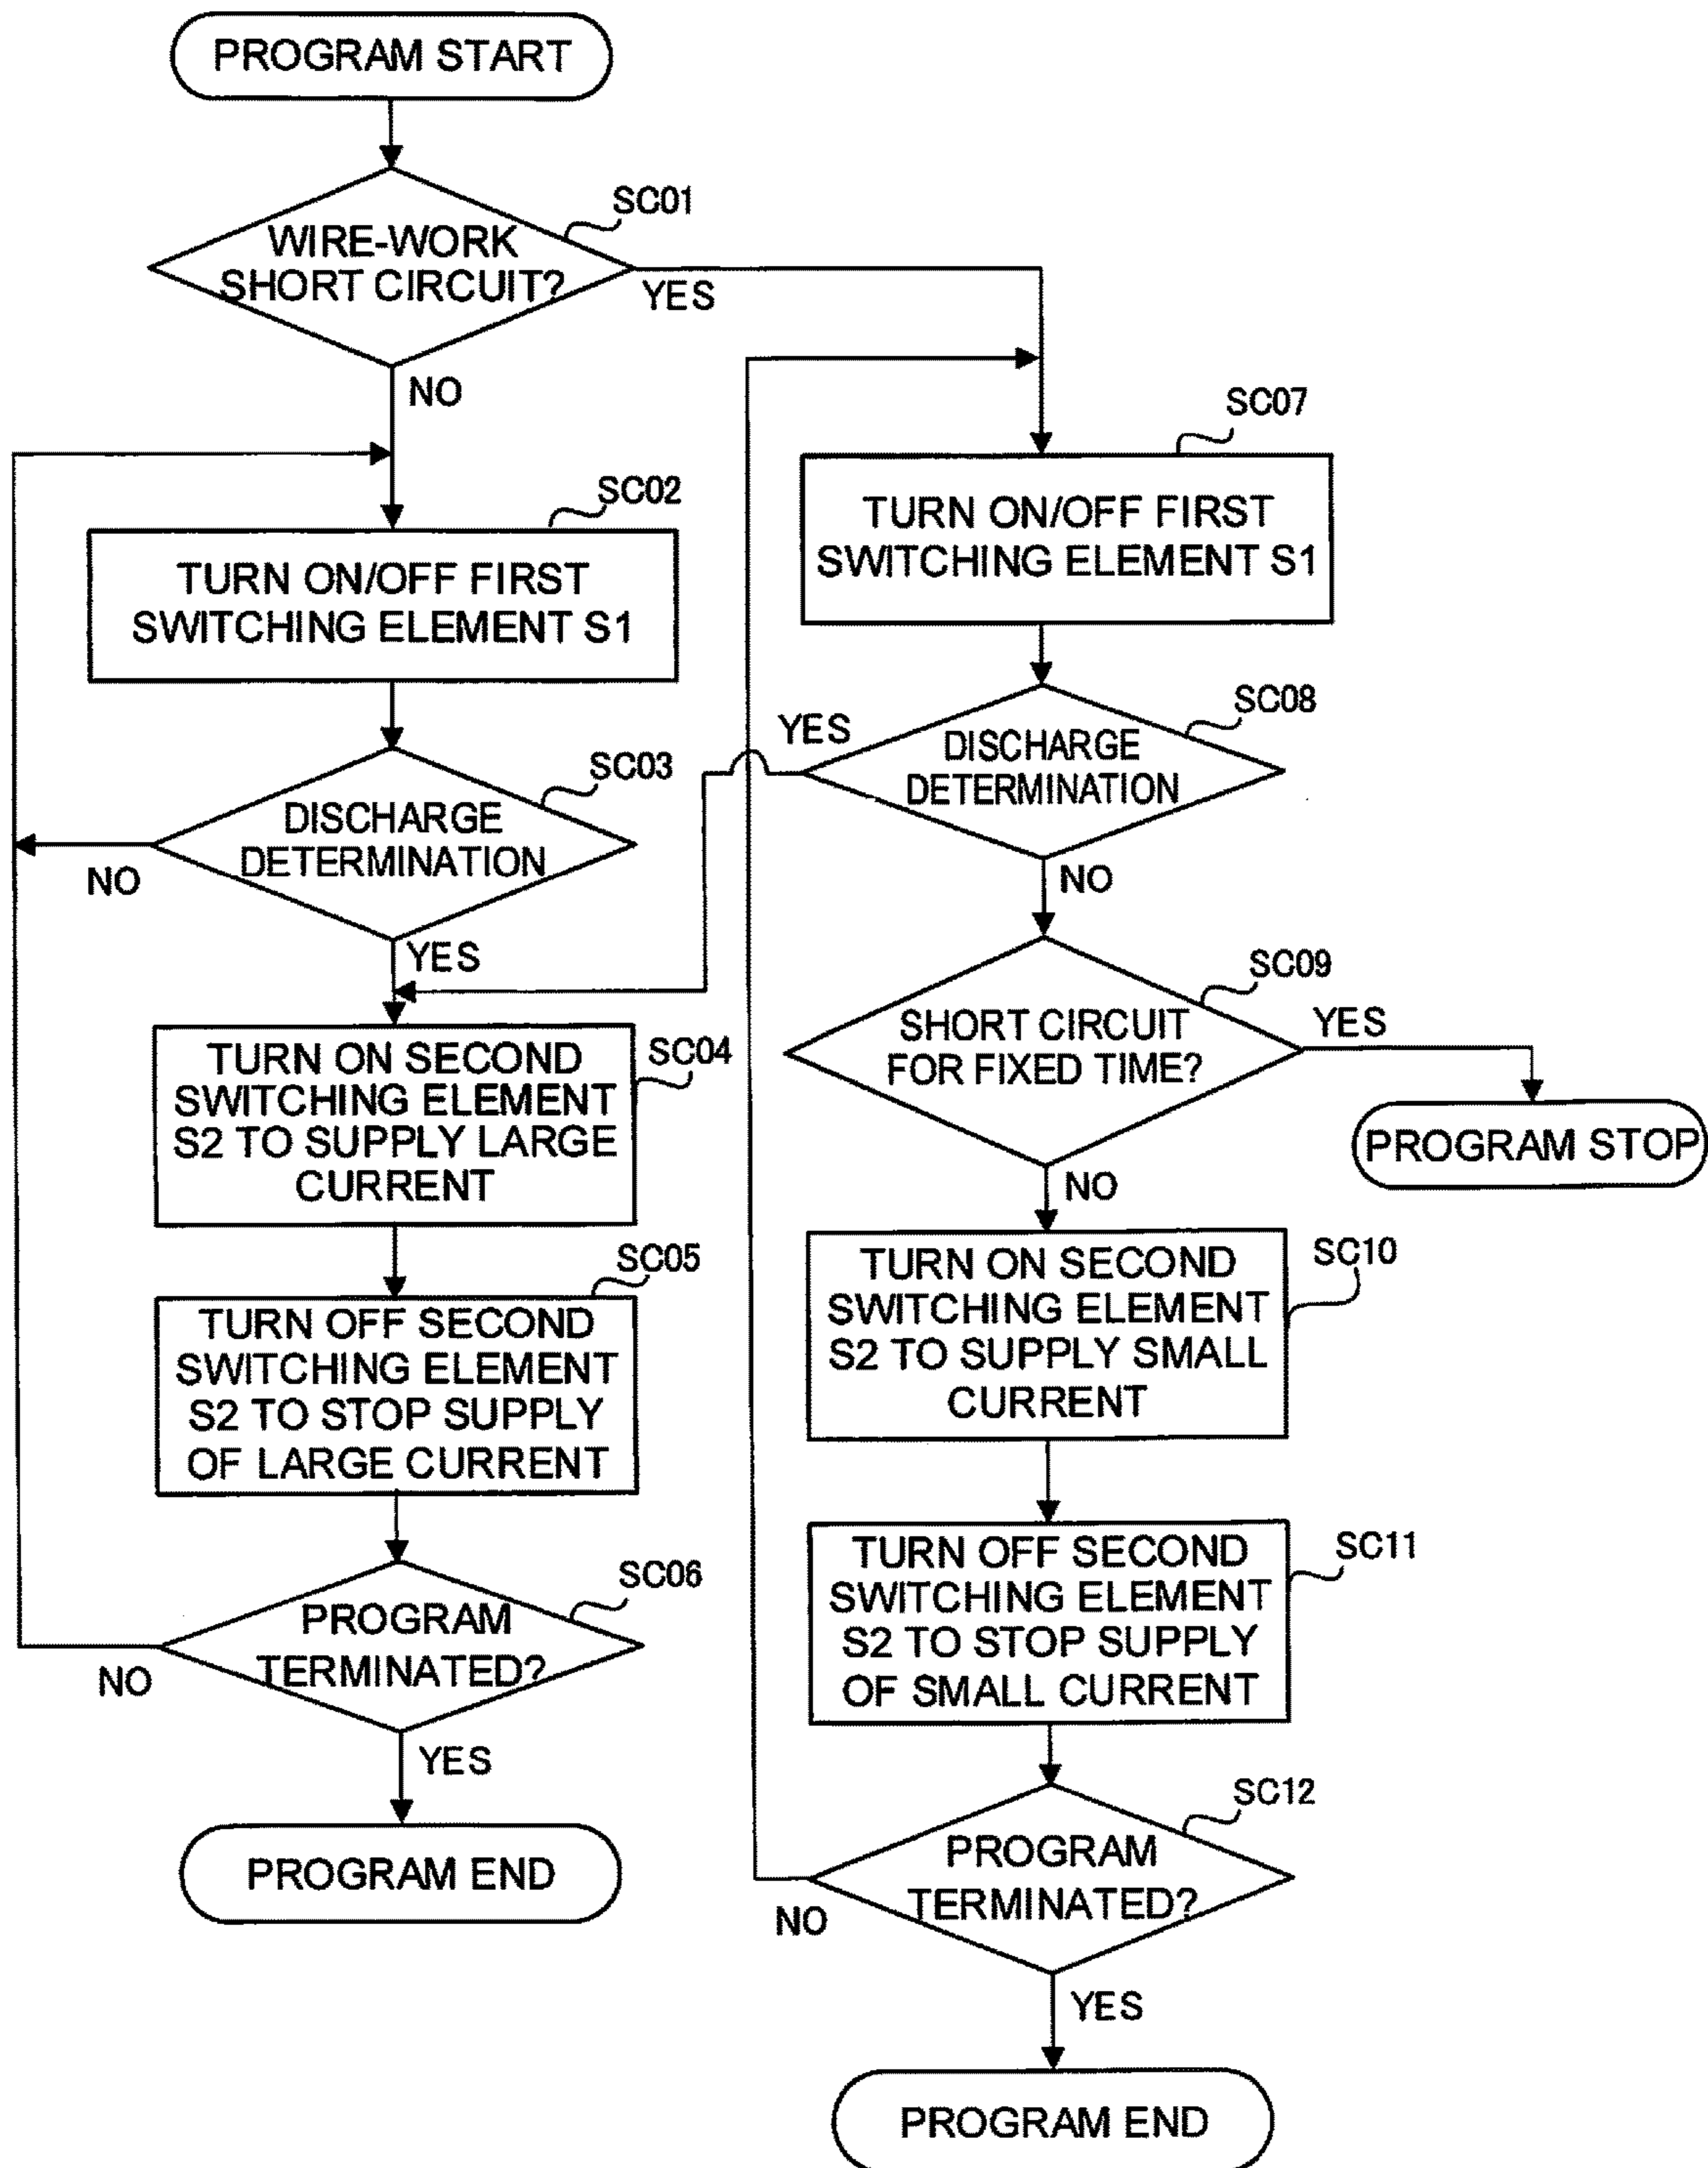 PROGRAM START
SC01
WIRE-WORK
SHORT CIRCUIT?
YES
NO
SC02
TURN ON/OFF FIRST
SWITCHING ELEMENT S1
SC03
DISCHARGE
DETERMINATION
NO
YES
SC04
TURN ON SECOND
SWITCHING ELEMENT
S2 TO SUPPLY LARGE
CURRENT
SC05
TURN OFF SECOND
SWITCHING ELEMENT
S2 TO STOP SUPPLY
OF LARGE CURRENT
SC06
PROGRAM
TERMINATED?
NO
YES
PROGRAM END
SC07
TURN ON/OFF FIRST
SWITCHING ELEMENT S1
SC08
YES
DISCHARGE
DETERMINATION
NO
SC09
SHORT CIRCUIT
FOR FIXED TIME?
YES
PROGRAM STOP
NO
SC10
TURN ON SECOND
SWITCHING ELEMENT
S2 TO SUPPLY SMALL
CURRENT
SC11
TURN OFF SECOND
SWITCHING ELEMENT
S2 TO STOP SUPPLY
OF SMALL CURRENT
SC12
PROGRAM
TERMINATED?
NO
YES
PROGRAM END